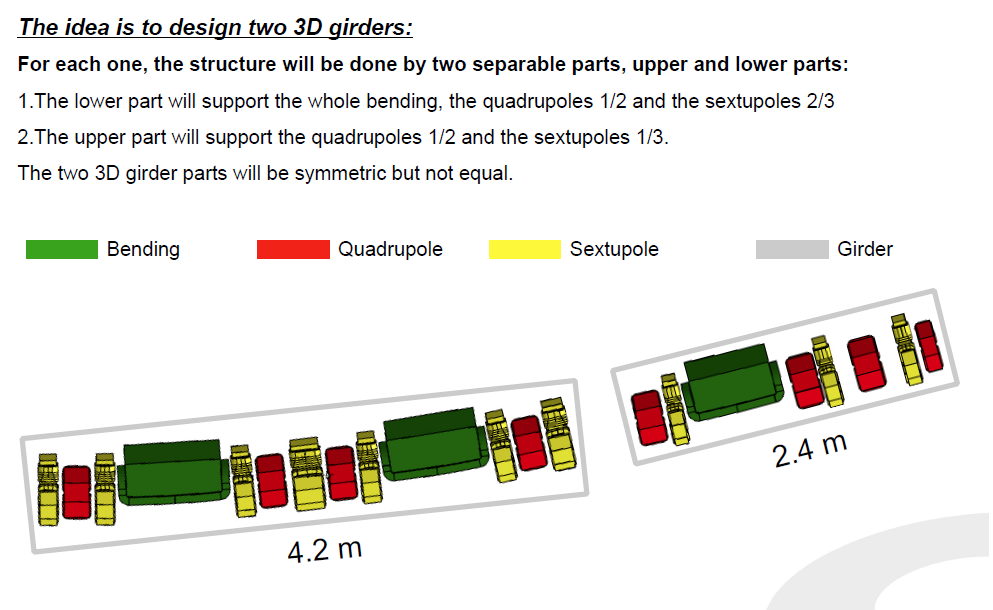 The idea is to design two 3D girders:
For each one, the structure will be done by two separable parts, upper and lower parts:
1.The lower part will support the whole bending, the quadrupoles 1/2 and the sextupoles 2/3
2.The upper part will support the quadrupoles 1/2 and the sextupoles 1/3.
The two 3D girder parts will be symmetric but not equal.
Bending
Quadrupole
Sextupole
Girder
2.4 m
4.2 m